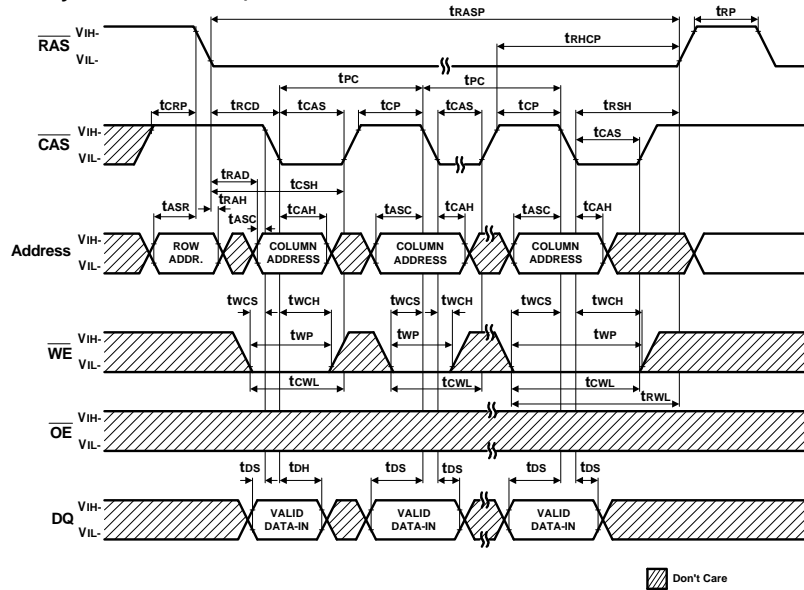 tRASP tRP
tRHCP
RAS VIH-
VIL-
tPC tPC
tCRP tRCD tCAS tCP tCAS tCP tRSH
CAS VIH-
VIL-
tCAS
tRAD
tCSH
tASR tRAH
tASC tCAH tASC tCAH tASC tCAH
Address VIH-
VIL-
ROW
ADDR.
COLUMN
ADDRESS
COLUMN
ADDRESS
COLUMN
ADDRESS
tWCS tWCH tWCS tWCH tWCS tWCH
WE VIH-
VIL-
tWP tWP tWP
tCWL tCWL tCWL
tRWL
OE VIH-
VIL-
tDS tDH tDS tDS tDS tDS
DQ VIH-
VIL-
VALID
DATA-IN
VALID
DATA-IN
VALID
DATA-IN
Don't Care